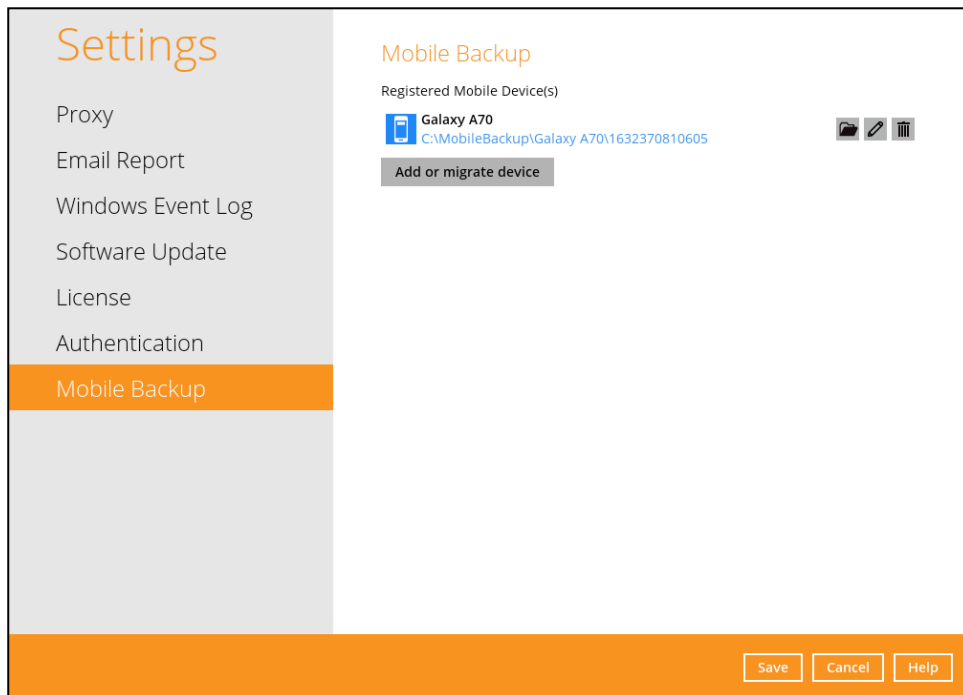 Settings
Proxy
Email Report
Windows Event Log
Software Update
License
Authentication
Mobile Backup
Mobile Backup
Registered Mobile Device(s)
Galaxy A70
C:\MobileBackup\Galaxy A70\1632370810605
Add or migrate device
Save
Cancel
Help